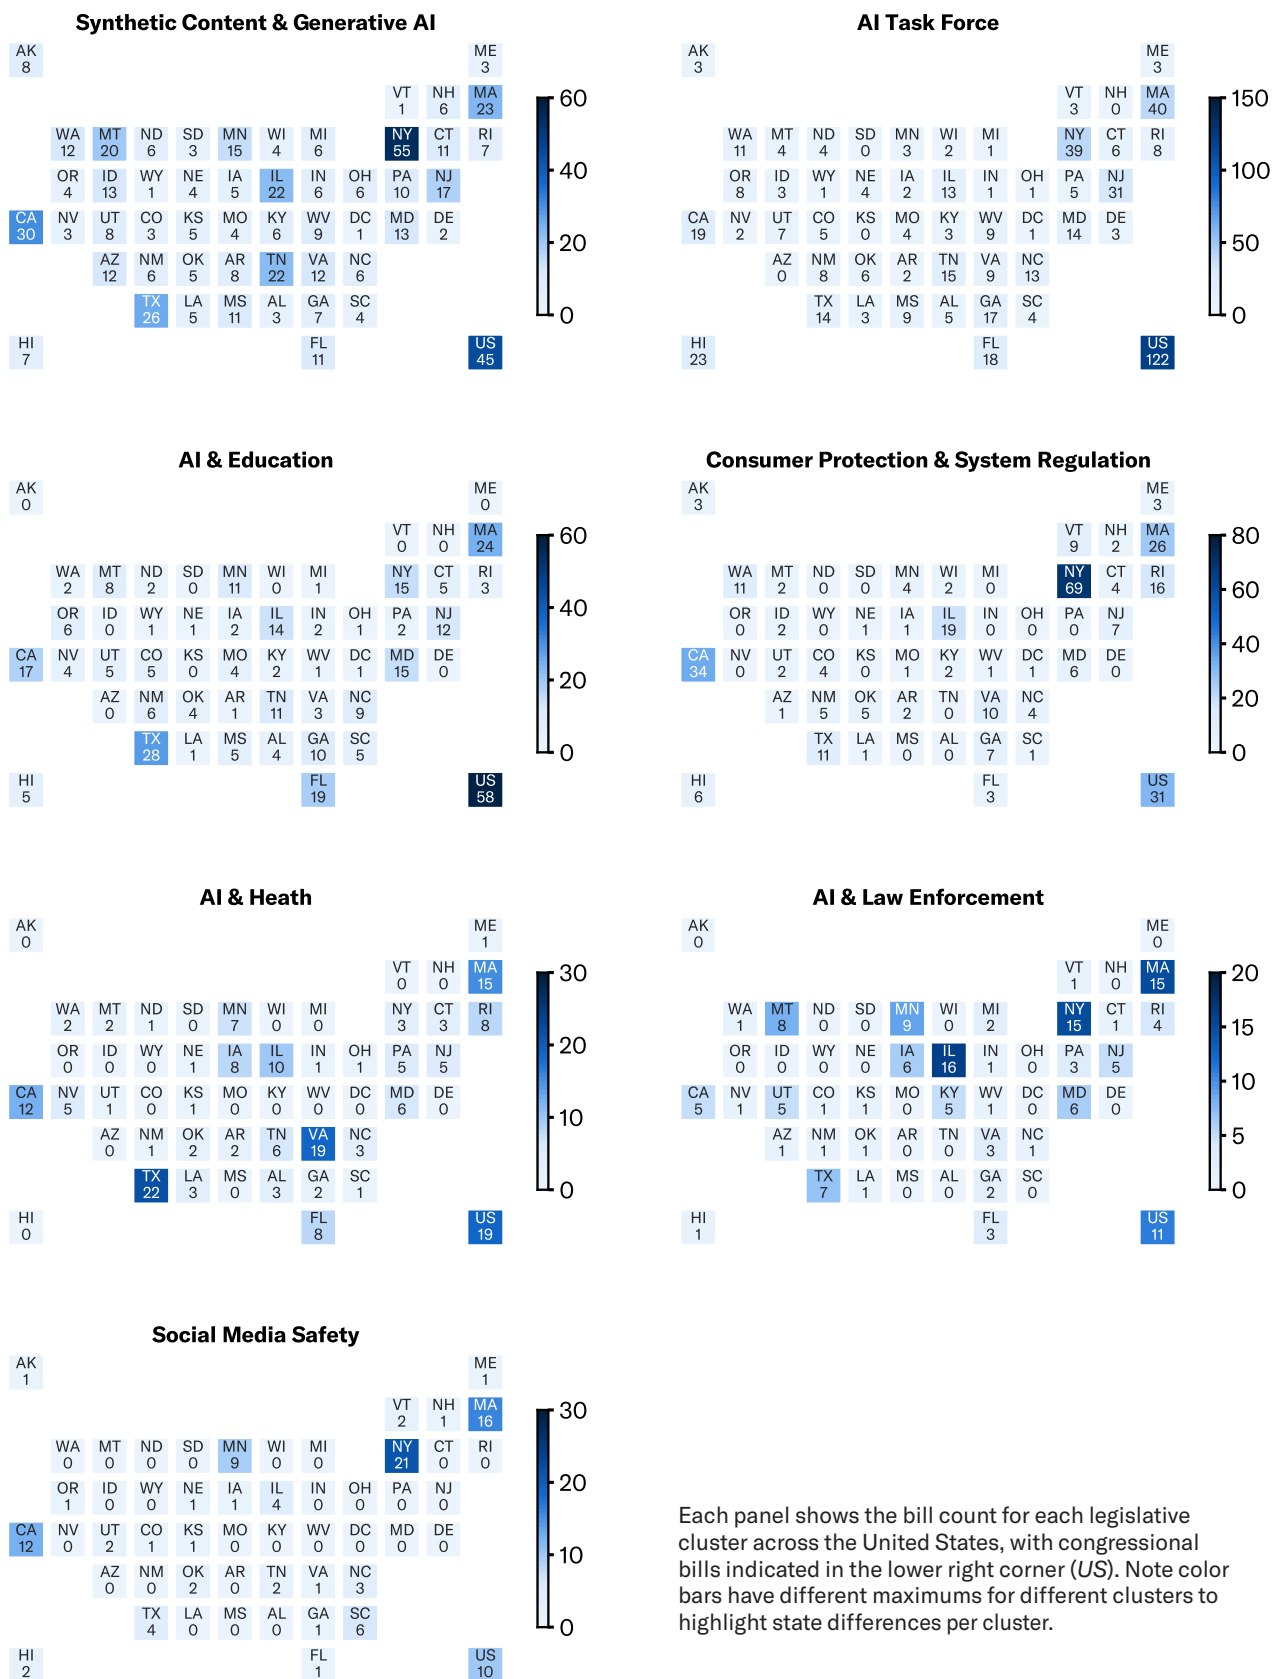 Synthetic Content & Generative AI
AK
8
ME
3
VT NH MA
1 6 23
WA MT ND SD MN WI MI NY CT RI
12 20 6 3 15 4 6 55 11 7
OR ID WY NE IA IL IN OH PA NJ
4 13 1 4 5 22 6 6 10 17
CA NV UT CO KS MO KY WV DC MD DE
30 3 8 3 5 4 6 9 1 13 2
AZ NM OK AR TN VA NC
12 6 5 8 22 12 6
TX LA MS AL GA SC
26 5 11 3 7 4
HI FL US
7 11 45
60
40
20
0
AI Task Force
AK
3
ME
3
VT NH MA
3 0 40
WA MT ND SD MN WI MI NY CT RI
11 4 4 0 3 2 1 39 6 8
OR ID WY NE IA IL IN OH PA NJ
8 3 1 4 2 13 1 1 5 31
CA NV UT CO KS MO KY WV DC MD DE
19 2 7 5 0 4 3 9 1 14 3
AZ NM OK AR TN VA NC
0 8 6 2 15 9 13
TX LA MS AL GA SC
14 3 9 5 17 4
HI FL US
23 18 122
150
100
50
0
AI & Education
AK
0
ME
0
VT NH MA
0 0 24
WA MT ND SD MN WI MI NY CT RI
2 8 2 0 11 0 1 15 5 3
OR ID WY NE IA IL IN OH PA NJ
6 0 1 1 2 14 2 1 2 12
CA NV UT CO KS MO KY WV DC MD DE
17 4 5 5 0 4 2 1 1 15 0
AZ NM OK AR TN VA NC
0 6 4 1 11 3 9
TX LA MS AL GA SC
28 1 5 4 10 5
HI FL US
5 19 58
60
40
20
0
Consumer Protection & System Regulation
AK
3
ME
3
VT NH MA
9 2 26
WA MT ND SD MN WI MI NY CT RI
11 2 0 0 4 2 0 69 4 16
OR ID WY NE IA IL IN OH PA NJ
0 2 0 1 1 19 0 0 0 7
CA NV UT CO KS MO KY WV DC MD DE
34 0 2 4 0 1 2 1 1 6 0
AZ NM OK AR TN VA NC
1 5 5 2 0 10 4
TX LA MS AL GA SC
11 1 0 0 7 1
HI FL US
6 3 31
80
60
40
20
0
AI & Heath
AK
0
ME
1
VT NH MA
0 0 15
WA MT ND SD MN WI MI NY CT RI
2 2 1 0 7 0 0 3 3 8
OR ID WY NE IA IL IN OH PA NJ
0 0 0 1 8 10 1 1 5 5
CA NV UT CO KS MO KY WV DC MD DE
12 5 1 0 1 0 0 0 0 6 0
AZ NM OK AR TN VA NC
0 1 2 2 6 19 3
TX LA MS AL GA SC
22 3 0 3 2 1
HI FL US
0 8 19
30
20
10
0
AI & Law Enforcement
AK
0
ME
0
VT NH MA
1 0 15
WA MT ND SD MN WI MI NY CT RI
1 8 0 0 9 0 2 15 1 4
OR ID WY NE IA IL IN OH PA NJ
0 0 0 0 6 16 1 0 3 5
CA NV UT CO KS MO KY WV DC MD DE
5 1 5 1 1 0 5 1 0 6 0
AZ NM OK AR TN VA NC
1 1 1 0 0 3 1
TX LA MS AL GA SC
7 1 0 0 2 0
HI FL US
1 3 11
20
15
10
5
0
Social Media Safety
AK
1
ME
1
VT NH MA
2 1 16
WA MT ND SD MN WI MI NY CT RI
0 0 0 0 9 0 0 21 0 0
OR ID WY NE IA IL IN OH PA NJ
1 0 0 1 1 4 0 0 0 0
CA NV UT CO KS MO KY WV DC MD DE
12 0 2 1 1 0 0 0 0 0 0
AZ NM OK AR TN VA NC
0 0 2 0 2 1 3
TX LA MS AL GA SC
4 0 0 0 1 6
HI FL US
2 1 10
30
20
10
0
Each panel shows the bill count for each legislative
cluster across the United States, with congressional
bills indicated in the lower right corner (US). Note color
bars have different maximums for different clusters to
highlight state differences per cluster.